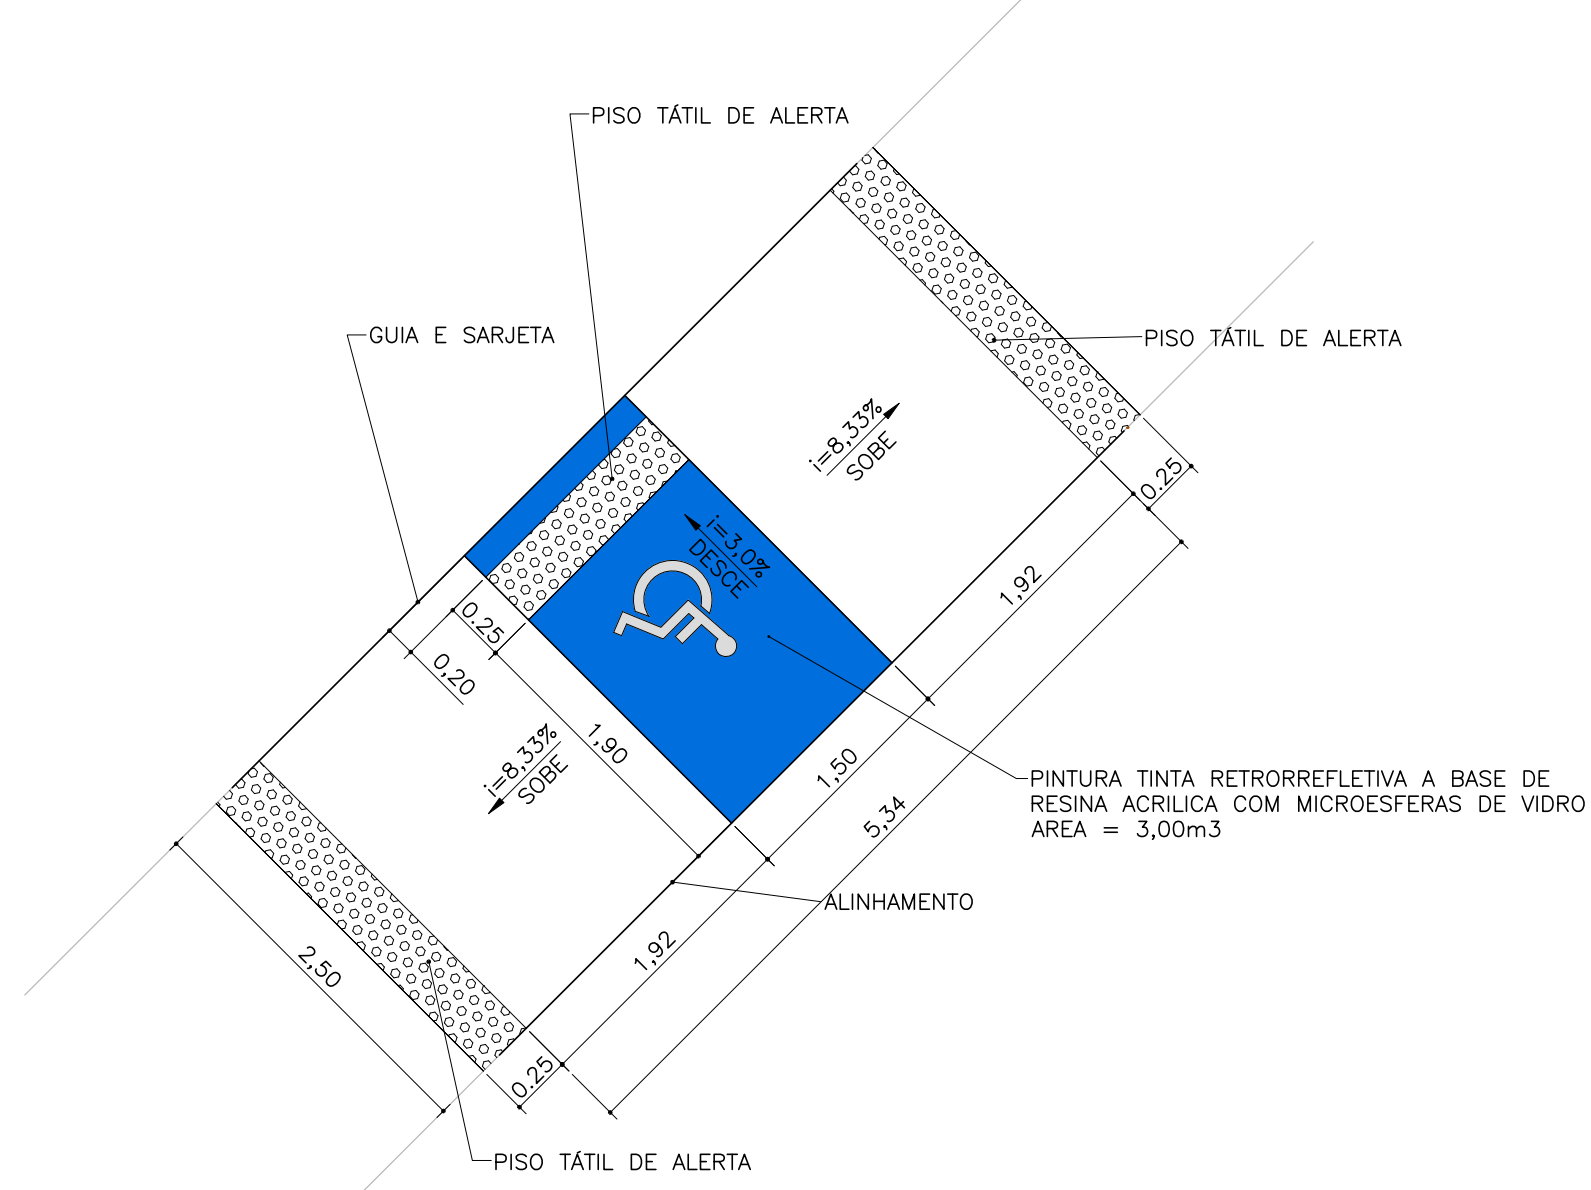 PISO TÁTIL DE ALERTA
GUIA E SARJETA
PISO TÁTIL DE ALERTA
i=8,33%
SOBE
0.25
i=3,0%
DESCE
1,92
0.25
0,20
1,90
i=8,33%
SOBE
1,50
5,34
PINTURA TINTA RETRORREFLETIVA A BASE DE
RESINA ACRILICA COM MICROESFERAS DE VIDRO
AREA = 3,00m3
ALINHAMENTO
1,92
2,50
0.25
PISO TÁTIL DE ALERTA